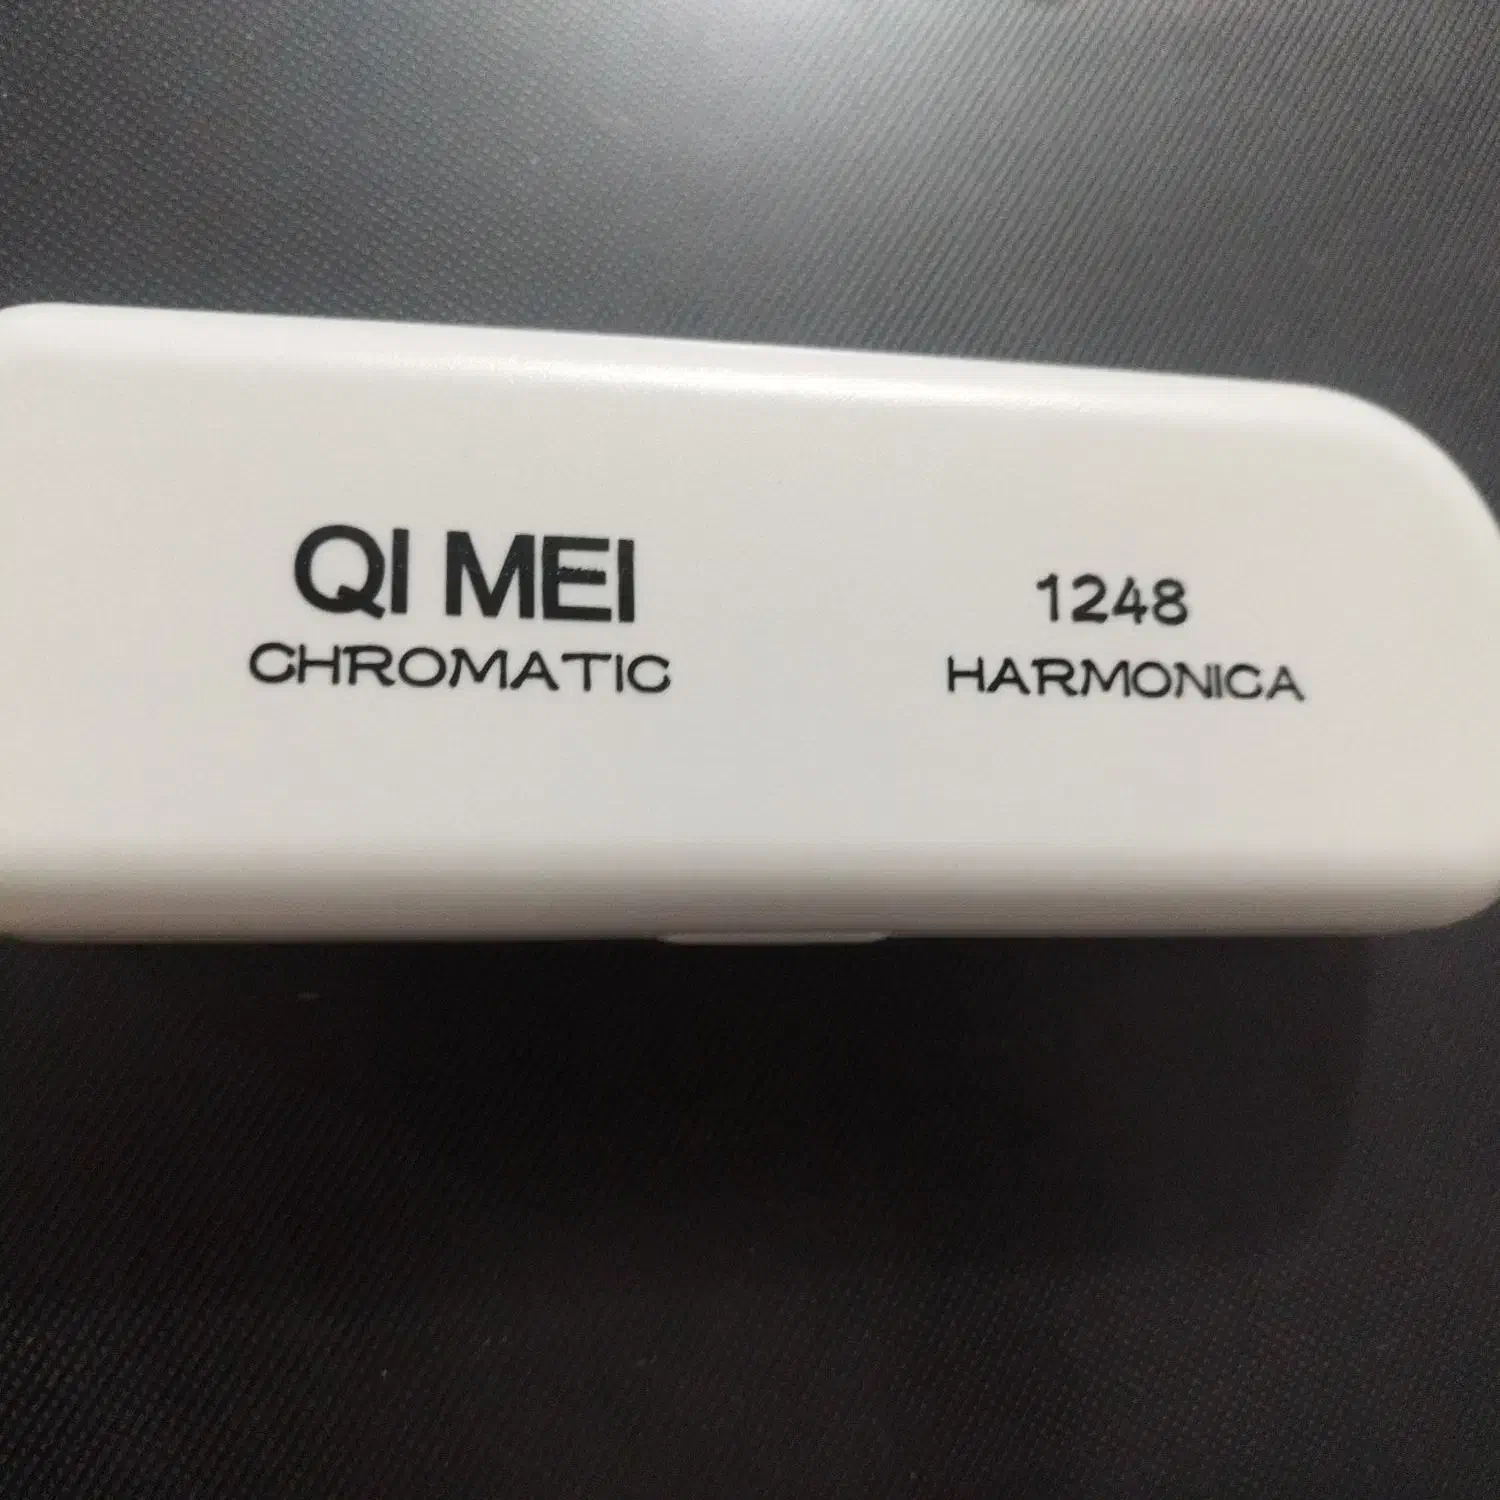 QI MEI
CHROMATIC
1248
HARMONICA